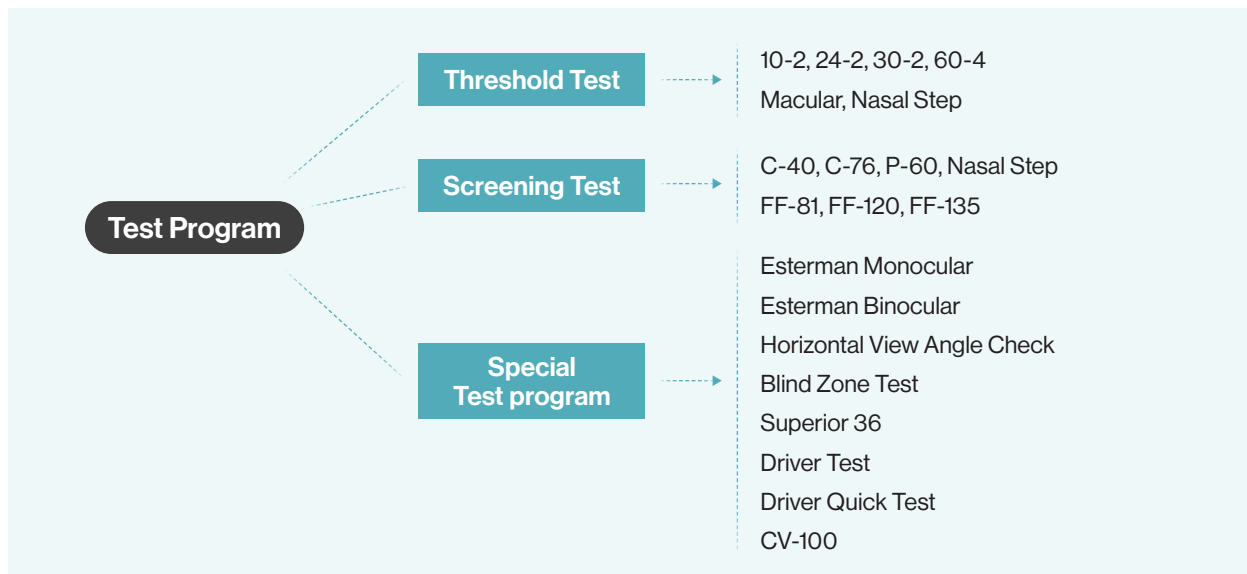 Test Program
Threshold Test
10-2, 24-2, 30-2, 60-4
Macular, Nasal Step
Screening Test
C-40, C-76, P-60, Nasal Step
FF-81, FF-120, FF-135
Special
Test program
Esterman Monocular
Esterman Binocular
Horizontal View Angle Check
Blind Zone Test
Superior 36
Driver Test
Driver Quick Test
CV-100